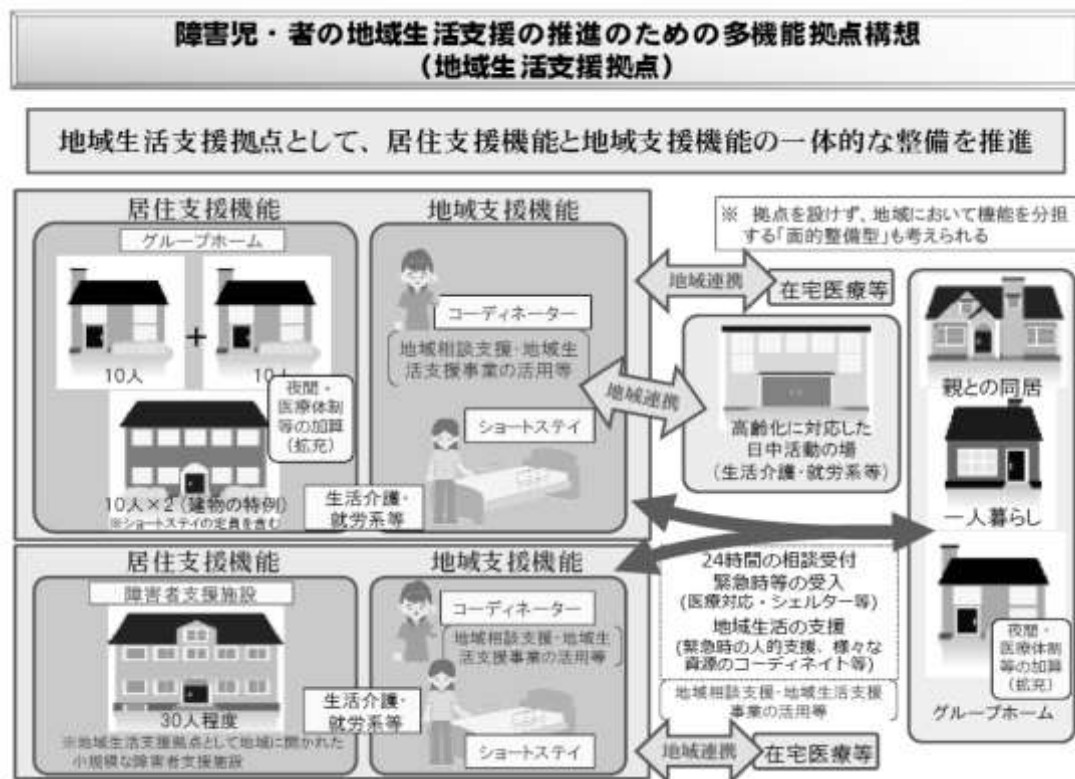 障害児・者の地域生活支援の推進のための多機能拠点構想
(地域生活支援拠点)
地域生活支援拠点として、居住支援機能と地域支援機能の一体的な整備を推進
居住支援機能
グループホーム
10人
+
10人
夜間・
医療体制
等の加算
(拡充)
10人×2(建物の特例)
※ショートステイの定員を含む
地域支援機能
コーディネーター
地域相談支援・地域生
活支援事業の活用等
ショートステイ
生活介護・
就労系等
※ 拠点を設けず、地域において機能を分担
する「面的整備型」も考えられる
地域連携
在宅医療等
地域連携
高齢化に対応した
日中活動の場
(生活介護・就労系等)
親との同居
一人暮らし
夜間・
医療体制
等の加算
(拡充)
グループホーム
居住支援機能
障害者支援施設
30人程度
※地域生活支援拠点として地域に開かれた
小規模な障害者支援施設
地域支援機能
コーディネーター
地域相談支援・地域生
活支援事業の活用等
生活介護・
就労系等
ショートステイ
24時間の相談受付
緊急時等の受入
(医療対応・シェルター等)
地域生活の支援
(緊急時の人的支援、様々な
資源のコーディネイト等)
地域相談支援・地域生活支援
事業の活用等
地域連携
在宅医療等